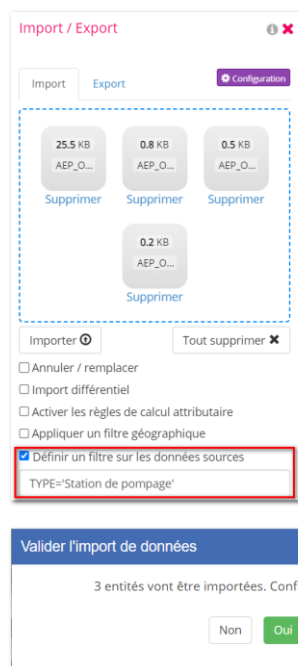 Import / Export
Import
Export
Configuration
25.5 KB
0.8 KB
0.5 KB
AEP_O...
AEP_O...
AEP_O...
Supprimer
Supprimer
Supprimer
0.2 KB
AEP_O...
Supprimer
Importer
Tout supprimer
Annuler / remplacer
Import différentiel
Activer les règles de calcul attributaire
Appliquer un filtre géographique
Définir un filtre sur les données sources
TYPE='Station de pompage'
Valider l'import de données
3 entités vont être importées. Confi
Non
Oui